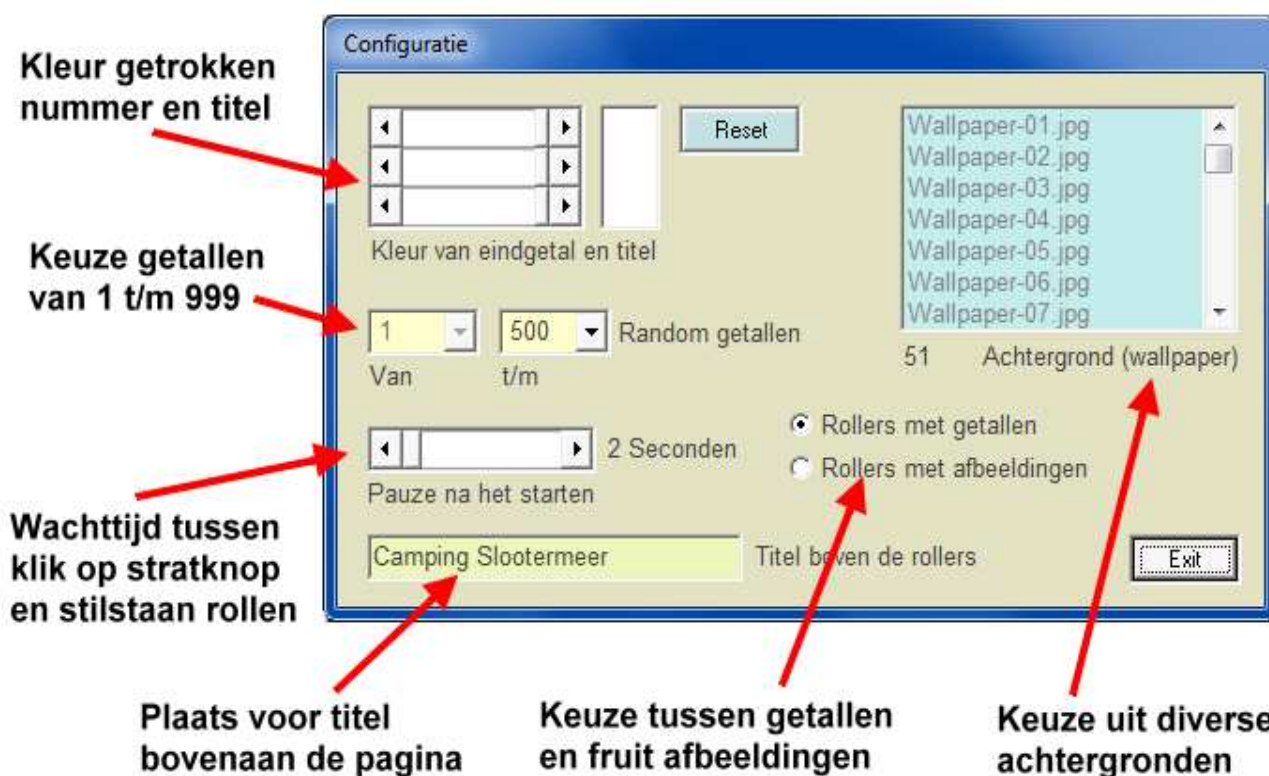 Configuratie
Kleur getrokken
nummer en titel
Reset
Wallpaper-01.jpg
Wallpaper-02.jpg
Wallpaper-03.jpg
Wallpaper-04.jpg
Wallpaper-05.jpg
Wallpaper-06.jpg
Wallpaper-07.jpg
Kleur van eindgetal en titel
Keuze getallen
van 1 t/m 999
1 500 Random getallen
Van t/m
51 Achtergrond (wallpaper)
2 Seconden
Pauze na het starten
Rollers met getallen
Rollers met afbeeldingen
Wachttijd tussen
klik op stratknop
en stilstaan rollen
Camping Slootermeer
Titel boven de rollers
Exit
Plaats voor titel
bovenaan de pagina
Keuze tussen getallen
en fruit afbeeldingen
Keuze uit diverse
achtergronden